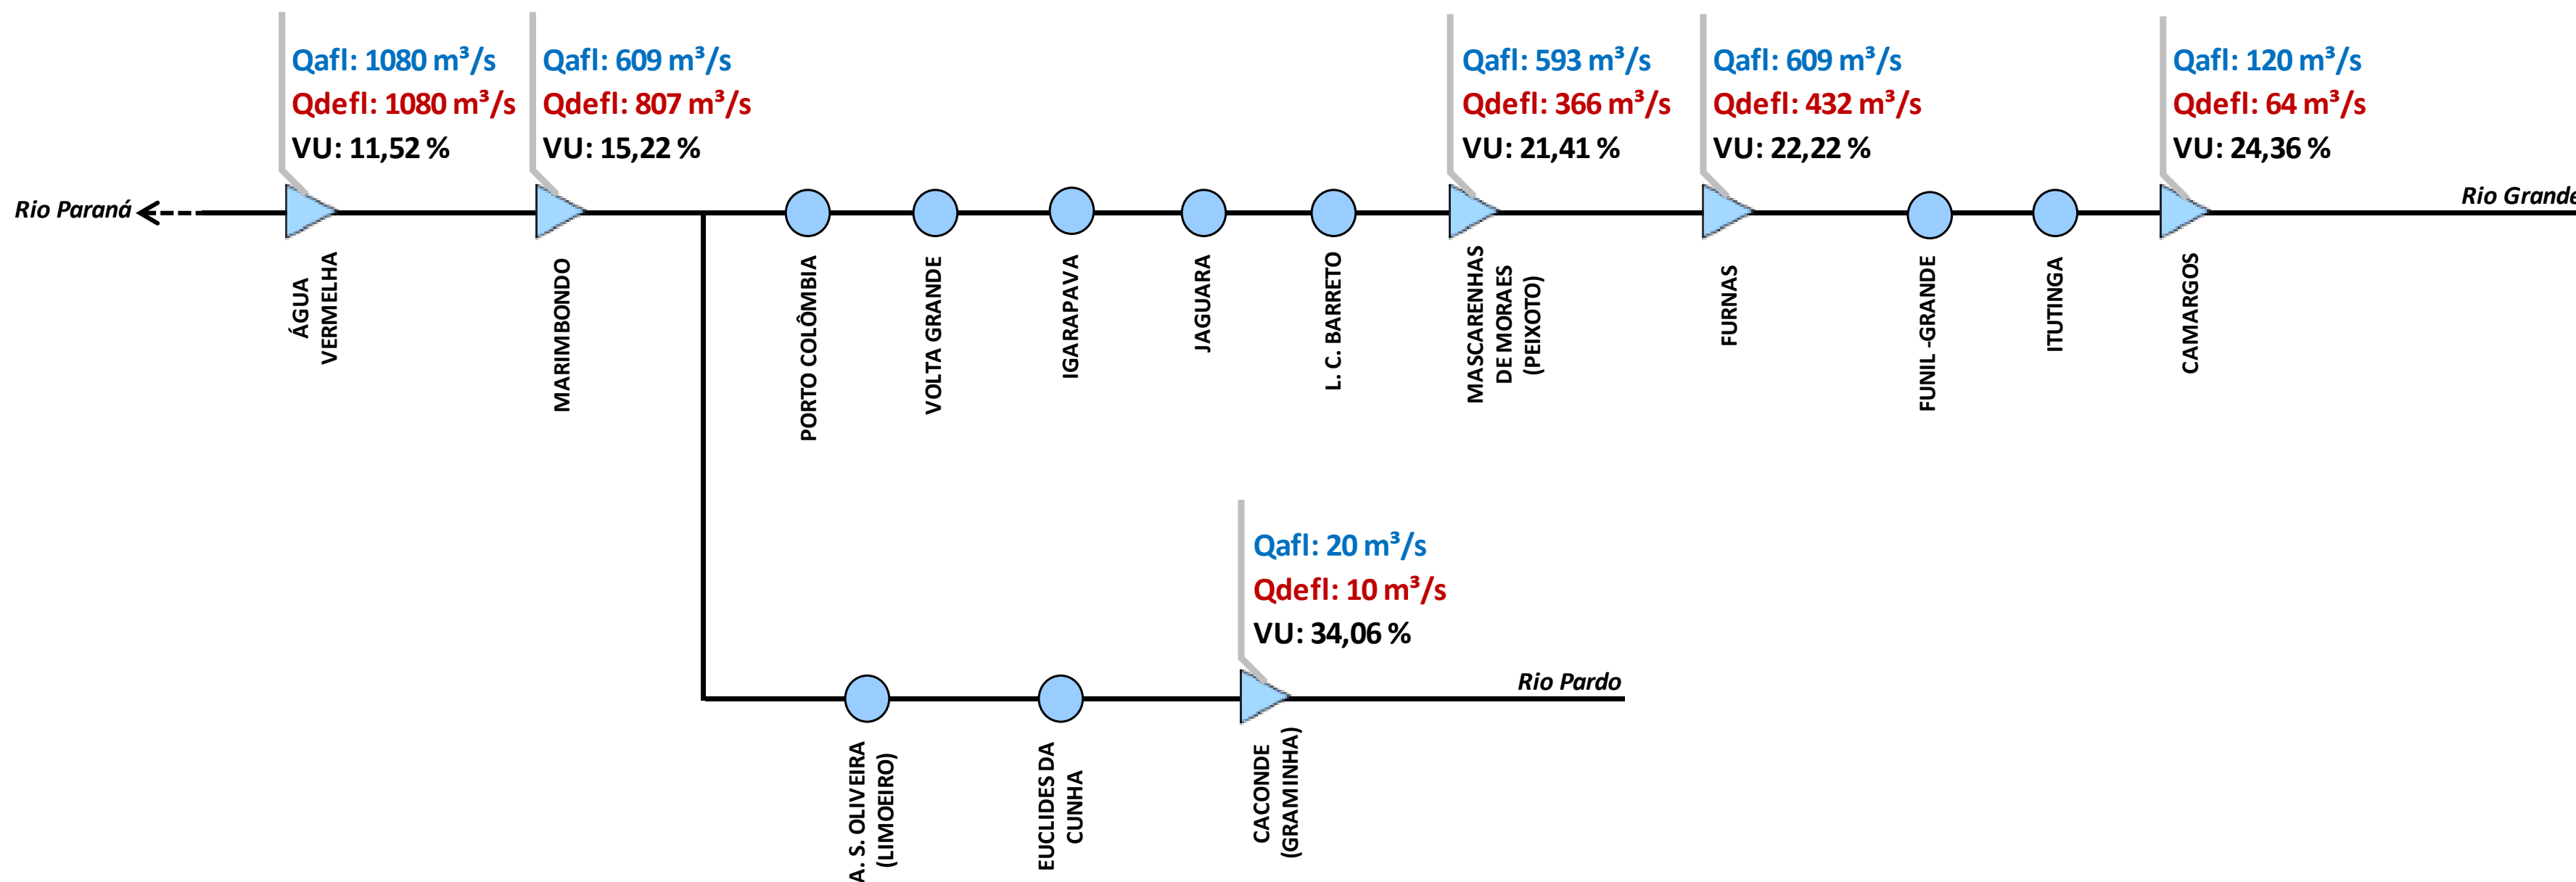 Qafl: 1080 m³/s
Qdefl: 1080 m³/s
VU: 11,52 %
Qafl: 609 m³/s
Qdefl: 807 m³/s
VU: 15,22 %
Qafl: 593 m³/s
Qdefl: 366 m³/s
VU: 21,41 %
Qafl: 609 m³/s
Qdefl: 432 m³/s
VU: 22,22 %
Qafl: 120 m³/s
Qdefl: 64 m³/s
VU: 24,36 %
Rio Paraná
Rio Grande
ÁGUA
VERMELHA
MARIMBONDO
PORTO COLÔMBIA
VOLTA GRANDE
IGARAPAVA
JAGUARA
L. C. BARRETO
MASCARENHAS
DE MORAES
(PEIXOTO)
FURNAS
FUNIL -GRANDE
ITUTINGA
CAMARGOS
Qafl: 20 m³/s
Qdefl: 10 m³/s
VU: 34,06 %
Rio Pardo
A. S. OLIVEIRA
(LIMOEIRO)
EUCLIDES DA
CUNHA
CACONDE
(GRAMINHA)